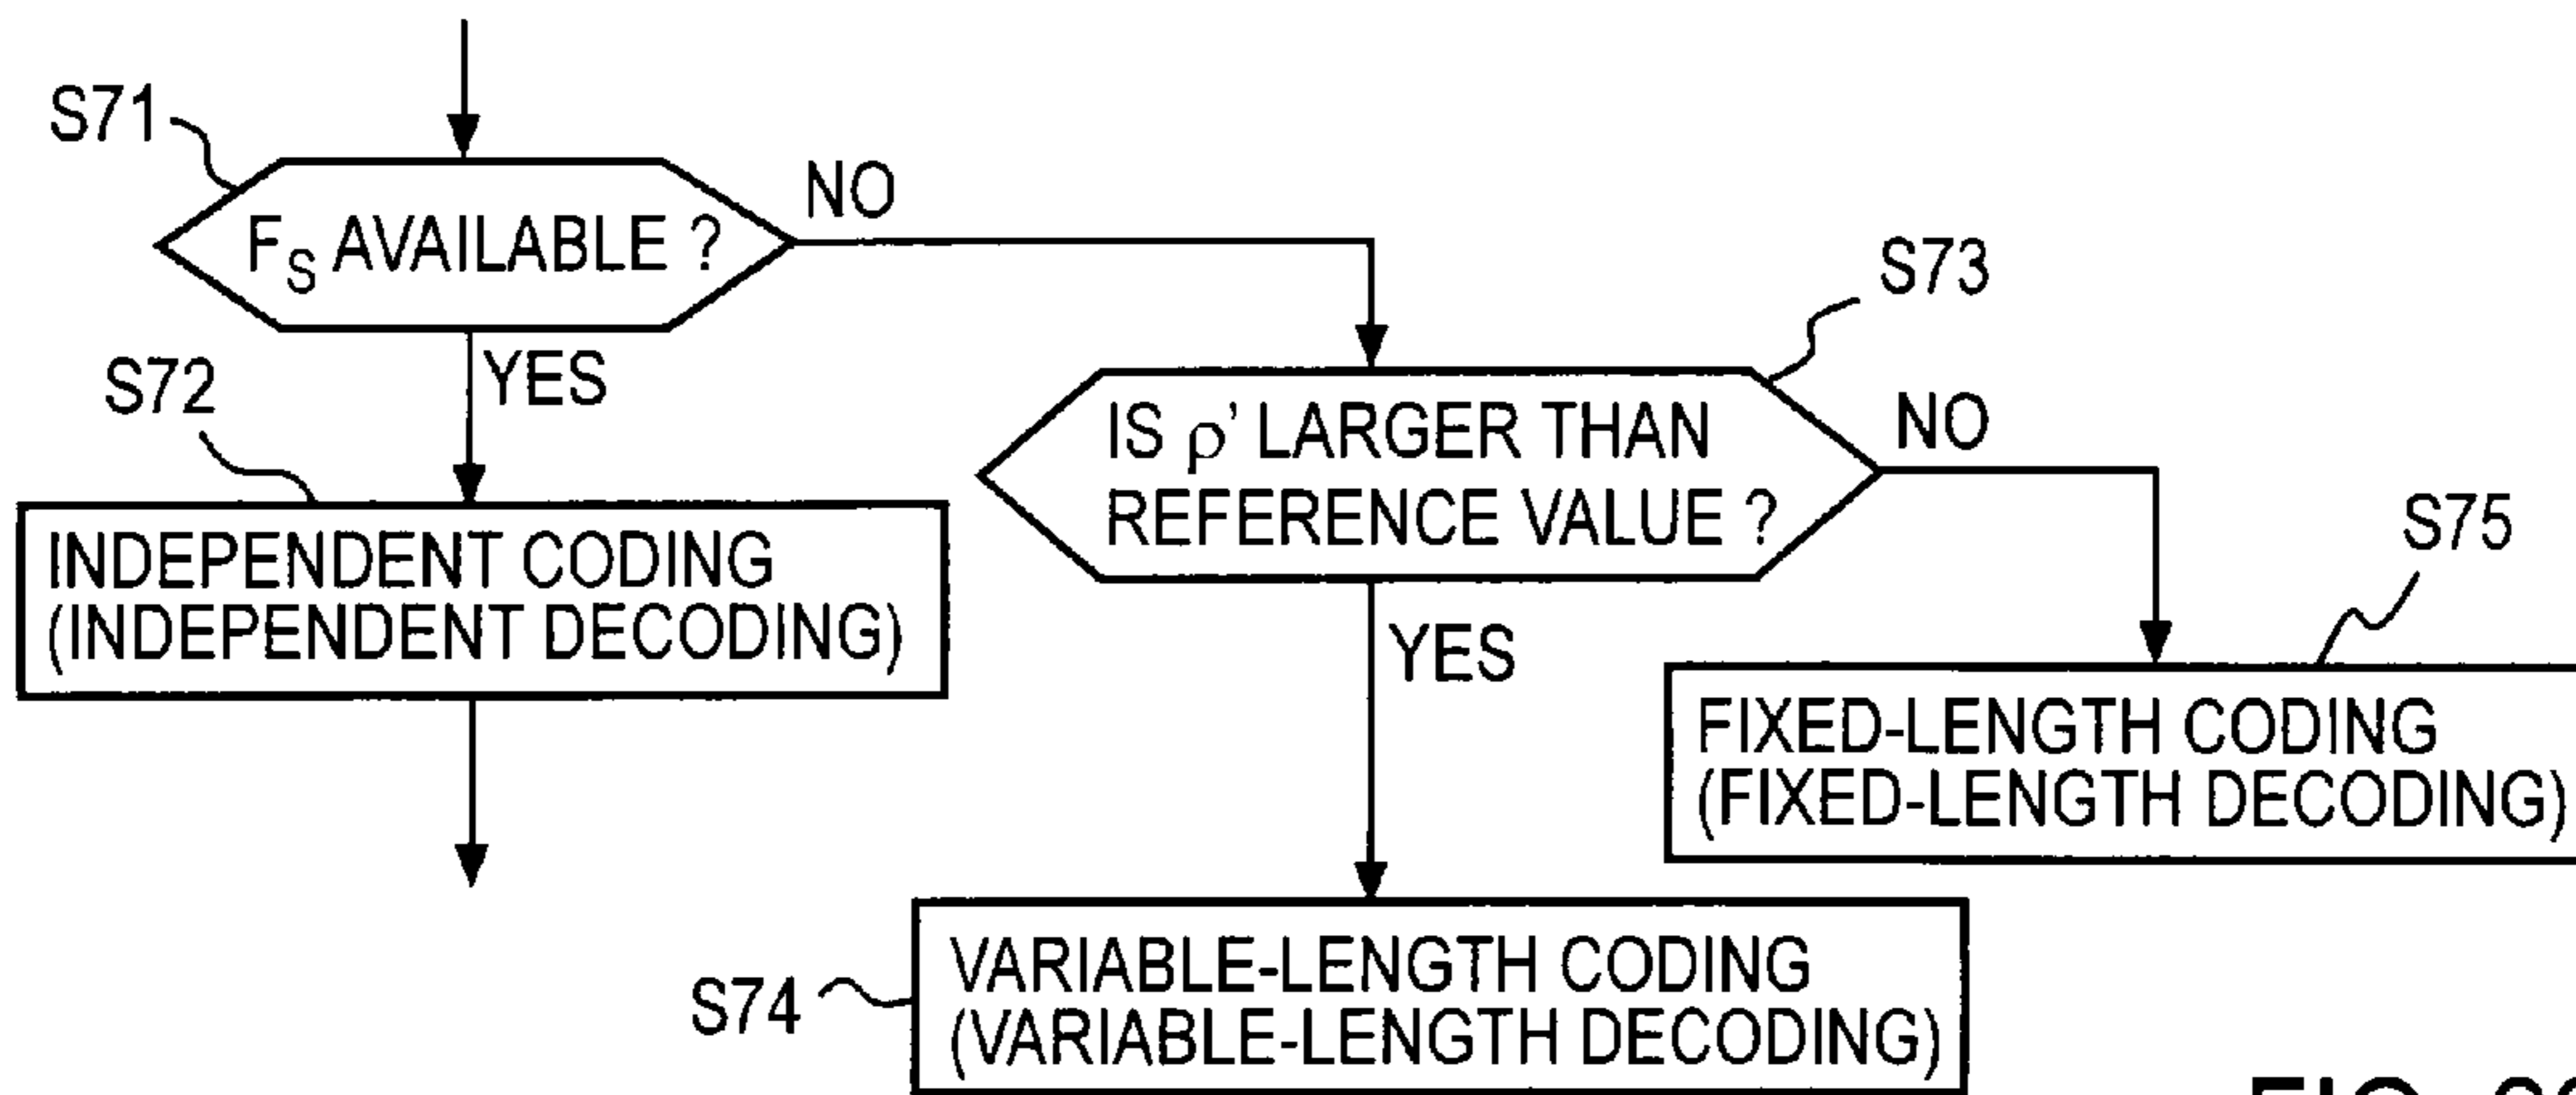 S71
F_S AVAILABLE ?
NO
YES
S72
INDEPENDENT CODING
(INDEPENDENT DECODING)
S73
IS ρ' LARGER THAN
REFERENCE VALUE ?
NO
YES
S75
FIXED-LENGTH CODING
(FIXED-LENGTH DECODING)
S74
VARIABLE-LENGTH CODING
(VARIABLE-LENGTH DECODING)